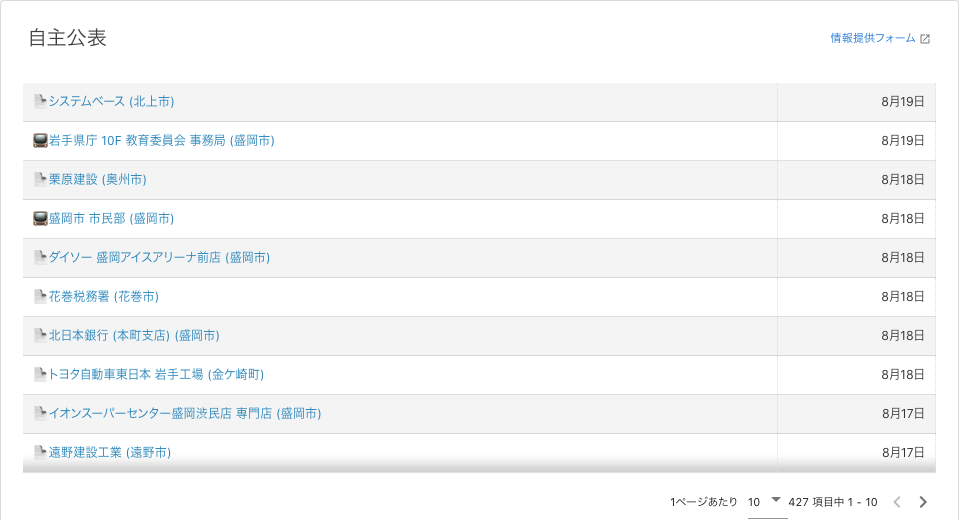 自主公表
情報提供フォーム
システムベース (北上市) 8月19日
岩手県庁 10F 教育委員会 事務局 (盛岡市) 8月19日
栗原建設 (奥州市) 8月18日
盛岡市 市民部 (盛岡市) 8月18日
ダイソー 盛岡アイスアリーナ前店 (盛岡市) 8月18日
花巻税務署 (花巻市) 8月18日
北日本銀行 (本町支店) (盛岡市) 8月18日
トヨタ自動車東日本 岩手工場 (金ケ崎町) 8月18日
イオンスーパーセンター盛岡渋民店 専門店 (盛岡市) 8月17日
遠野建設工業 (遠野市) 8月17日
1ページあたり 10 427 項目中 1 - 10